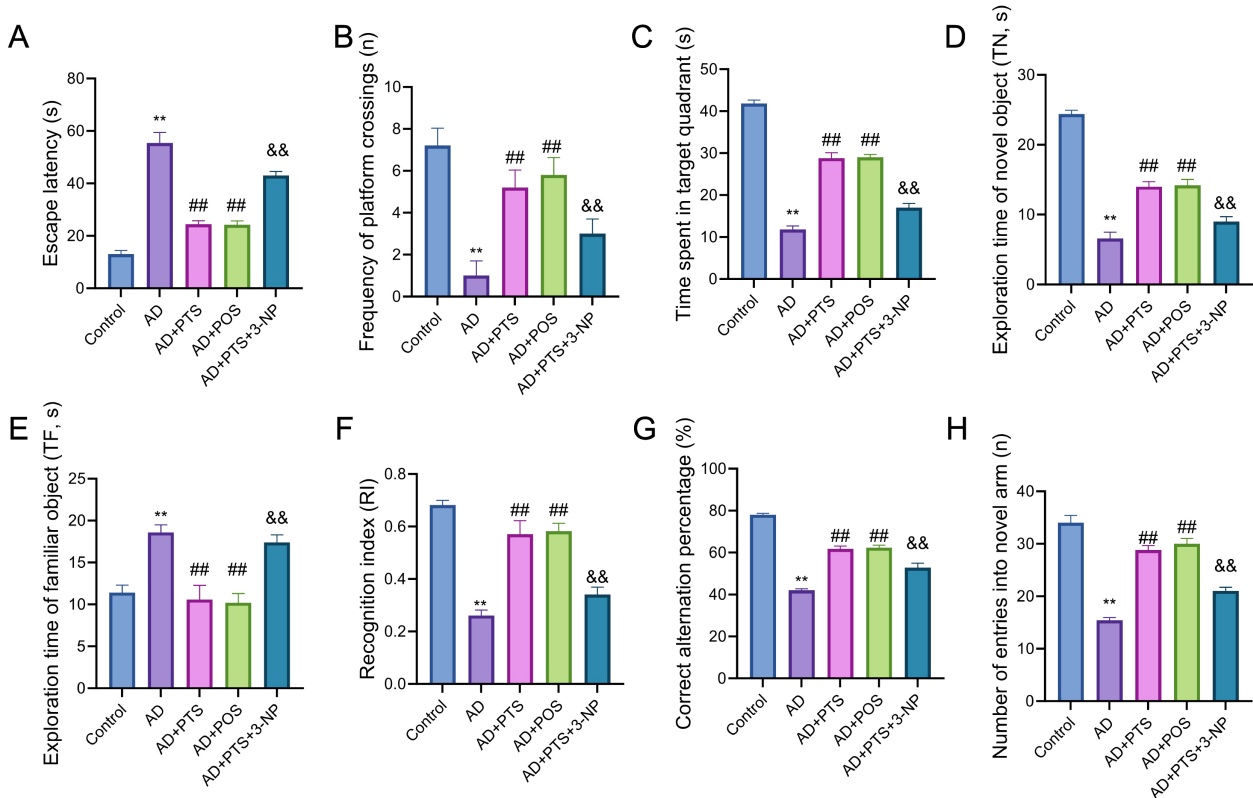 A
Escape latency (s)
80
60
40
20
0
**
##
##
&&
Control
AD
AD+PTS
AD+POS
AD+PTS+3-NP
B
Frequency of platform crossings (n)
10
8
6
4
2
0
**
##
##
&&
Control
AD
AD+PTS
AD+POS
AD+PTS+3-NP
C
Time spent in target quadrant (s)
50
40
30
20
10
0
**
##
##
&&
Control
AD
AD+PTS
AD+POS
AD+PTS+3-NP
D
Exploration time of novel object (TN, s)
30
20
10
0
**
##
##
&&
Control
AD
AD+PTS
AD+POS
AD+PTS+3-NP
E
Exploration time of familiar object (TF, s)
25
20
15
10
5
0
**
##
##
&&
Control
AD
AD+PTS
AD+POS
AD+PTS+3-NP
F
Recognition index (RI)
0.8
0.6
0.4
0.2
0.0
**
##
##
&&
Control
AD
AD+PTS
AD+POS
AD+PTS+3-NP
G
Correct alternation percentage (%)
100
80
60
40
20
0
**
##
##
&&
Control
AD
AD+PTS
AD+POS
AD+PTS+3-NP
H
Number of entries into novel arm (n)
40
30
20
10
0
**
##
##
&&
Control
AD
AD+PTS
AD+POS
AD+PTS+3-NP